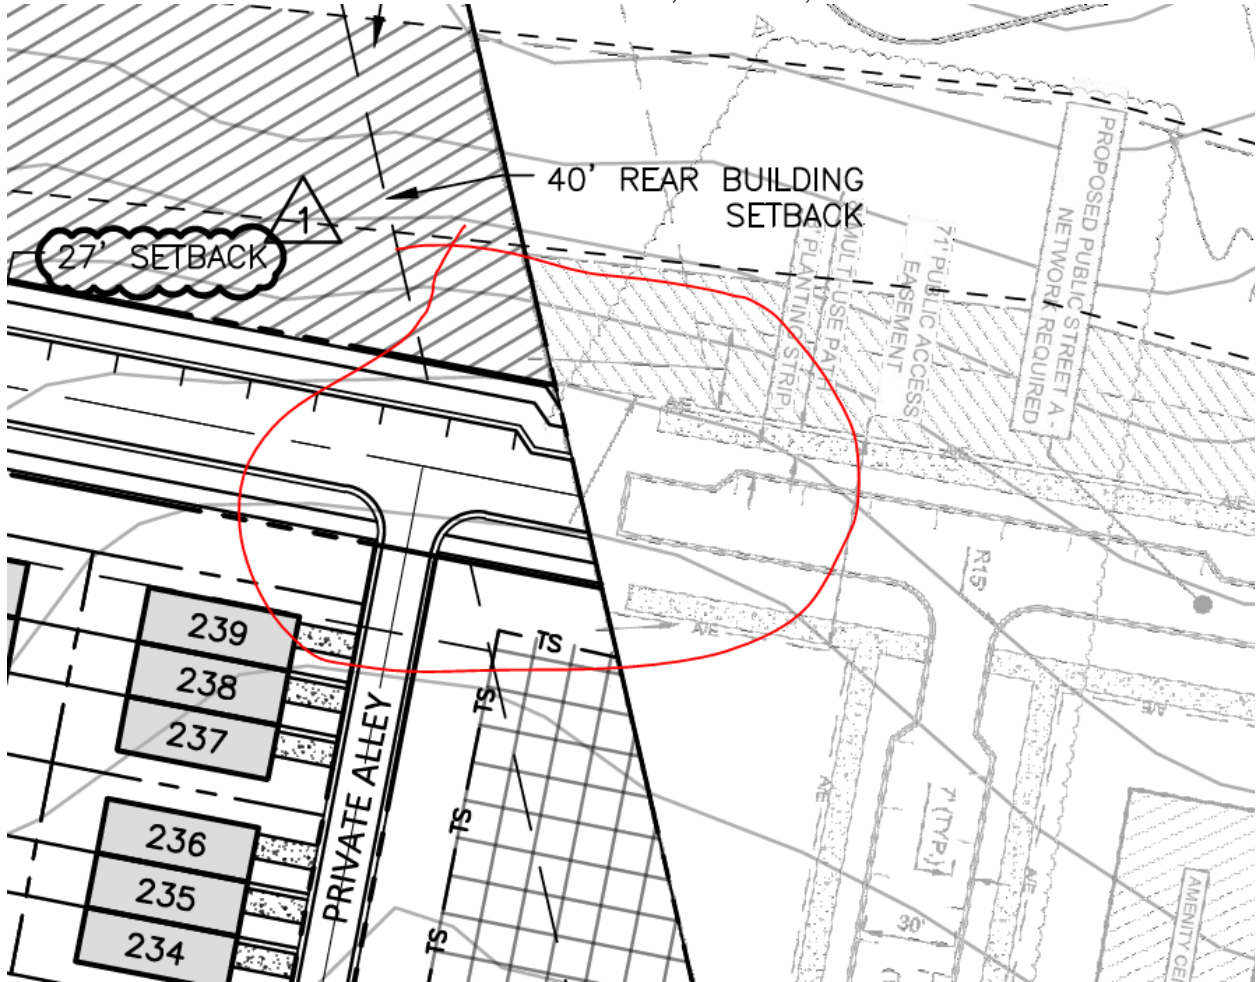 40' REAR BUILDING
SETBACK
1
27' SETBACK
PLANTING STRIP
MULTI-USE PATH
71' PUBLIC ACCESS
EASEMENT
PROPOSED PUBLIC STREET A -
NETWORK REQUIRED
A/E
A/E
A/E
R15'
239
238
237
TS
A/E
A/E
TS
PRIVATE ALLEY
236
235
234
TS
TS
A/E
7' (TYP.)
A/E
30'
AMENITY CE